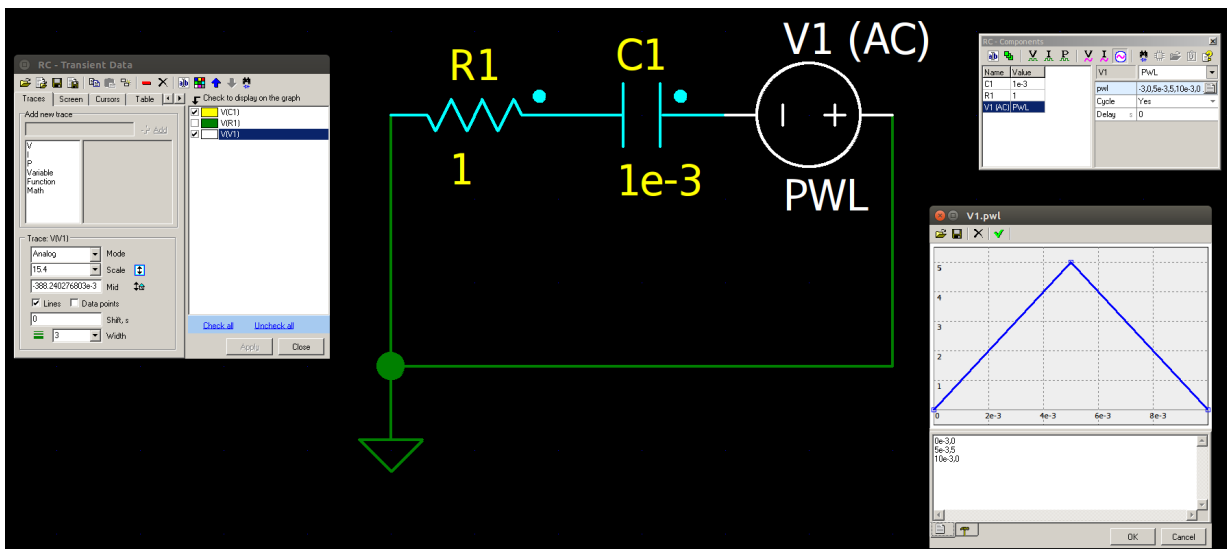 RC - Transient Data
Traces Screen Cursors Table
Check to display on the graph
Add new trace
Add
V
I
P
Variable
Function
Math
V(C1)
V(R1)
V(V1)
Trace: V(V1)
Analog Mode
15.4 Scale
-388.240276803e-3 Mid
Lines Data points
0 Shift, s
3 Width
Check all Uncheck all
Apply Close
R1
1
C1
1e-3
V1 (AC)
PWL
RC - Components
V I P V I
Name Value
C1 1e-3
R1 1
V1 (AC) PWL
V1 PWL
pwl -3,0,5e-3,5,10e-3,0
Cycle Yes
Delay s 0
V1.pwl
5
4
3
2
1
0 2e-3 4e-3 6e-3 8e-3
0e-3,0
5e-3,5
10e-3,0
OK Cancel